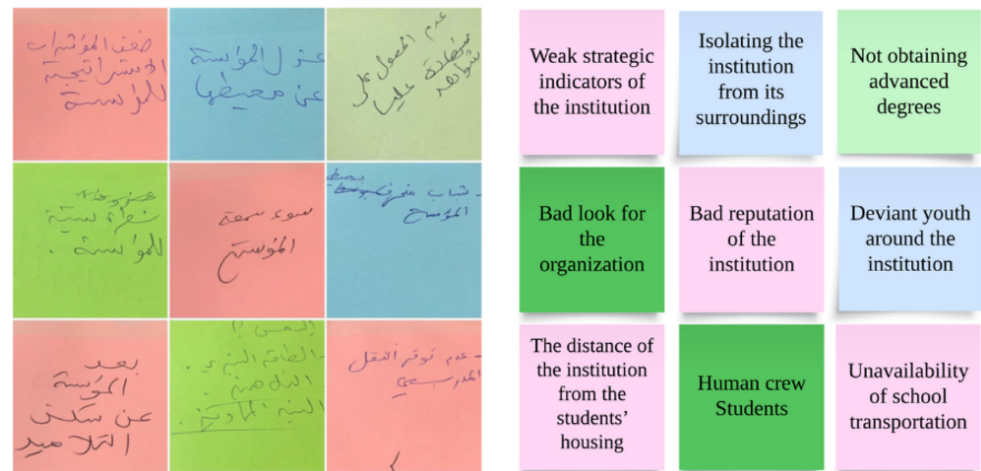 ضعف المؤشرات
الاستراتيجية
للمؤسسة
عزل المؤسسة
عن محيطها
عدم الحصول على
شواهد عليا
للمؤسسة
سوء سمعة
المؤسسة
شباب منحرف
بعد
المؤسسة
عن سكن
التلاميذ
الطاقم
التلاميذ
البنية المادية
- عدم توفر النقل
المدرسي
Weak strategic
indicators of
the institution
Isolating the
institution
from its
surroundings
Not obtaining
advanced
degrees
Bad look for
the
organization
Bad reputation
of the
institution
Deviant youth
around the
institution
The distance of
the institution
from the
students’
housing
Human crew
Students
Unavailability
of school
transportation